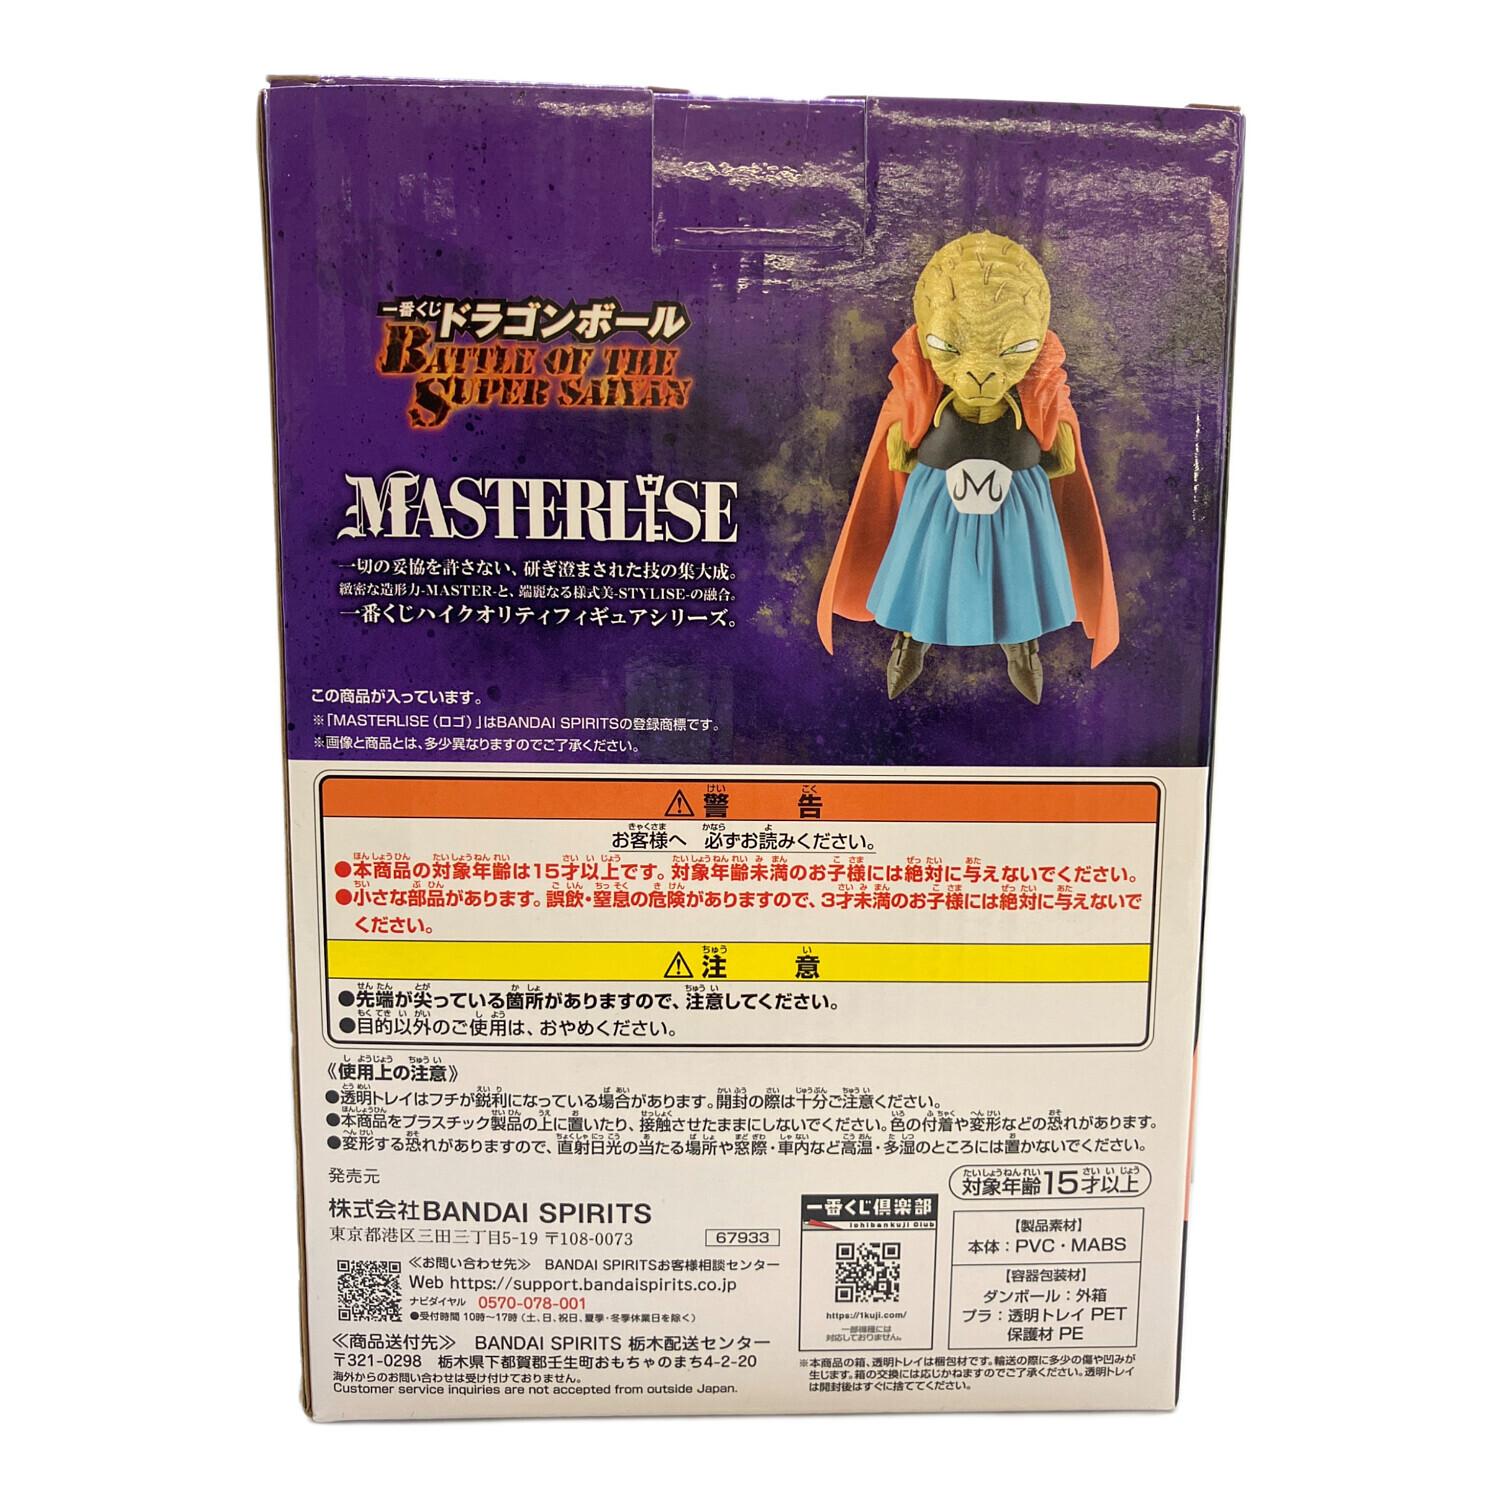 一番くじ ドラゴンボール
BATTLE OF THE
SUPER SAIYAN
MASTERLISE
一切の妥協を許さない、研ぎ澄まされた技の集大成。
緻密な造形力-MASTER-と、端麗なる様式美-STYLISE-の融合。
一番くじハイクオリティフィギュアシリーズ。
M
この商品が入っています。
※「MASTERLISE（ロゴ）」はBANDAI SPIRITSの登録商標です。
※画像と商品とは、多少異なりますのでご了承ください。
⚠警告
お客様へ 必ずお読みください。
●本商品の対象年齢は15才以上です。対象年齢未満のお子様には絶対に与えないでください。
●小さな部品があります。誤飲・窒息の危険がありますので、3才未満のお子様には絶対に与えないで
ください。
⚠注意
●先端が尖っている箇所がありますので、注意してください。
●目的以外のご使用は、おやめください。
《使用上の注意》
●透明トレイはフチが鋭利になっている場合があります。開封の際は十分ご注意ください。
●本商品をプラスチック製品の上に置いたり、接触させたままにしないでください。色の付着や変形などの恐れがあります。
●変形する恐れがありますので、直射日光の当たる場所や窓際・車内など高温・多湿のところには置かないでください。
対象年齢15才以上
発売元
株式会社BANDAI SPIRITS
東京都港区三田三丁目5-19 〒108-0073
67933
≪お問い合わせ先≫ BANDAI SPIRITSお客様相談センター
Web https://support.bandaispirits.co.jp
ナビダイヤル 0570-078-001
●受付時間 10時～17時（土、日、祝日、夏季・冬季休業日を除く）
≪商品送付先≫ BANDAI SPIRITS 栃木配送センター
〒321-0298 栃木県下都賀郡壬生町おもちゃのまち4-2-20
海外からのお問い合わせは受け付けておりません。
Customer service inquiries are not accepted from outside Japan.
一番くじ倶楽部
Ichibankuji Club
https://1kuji.com/
一部機種には
対応しておりません。
【製品素材】
本体：PVC・MABS
【容器包装材】
ダンボール：外箱
プラ：透明トレイ PET
保護材 PE
※本商品の箱、透明トレイは梱包材です。輸送の際に多少の傷や凹みが
生じます。箱の交換には応じかねますのでご了承ください。透明トレイ
は開封後はすぐに捨ててください。